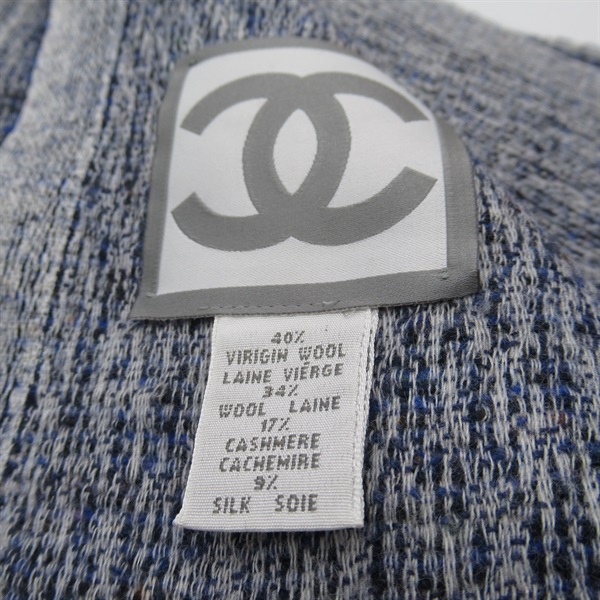 40%
VIRIGIN WOOL
LAINE VIERGE
34%
WOOL LAINE
17%
CASHMERE
CACHEMIRE
9%
SILK SOIE